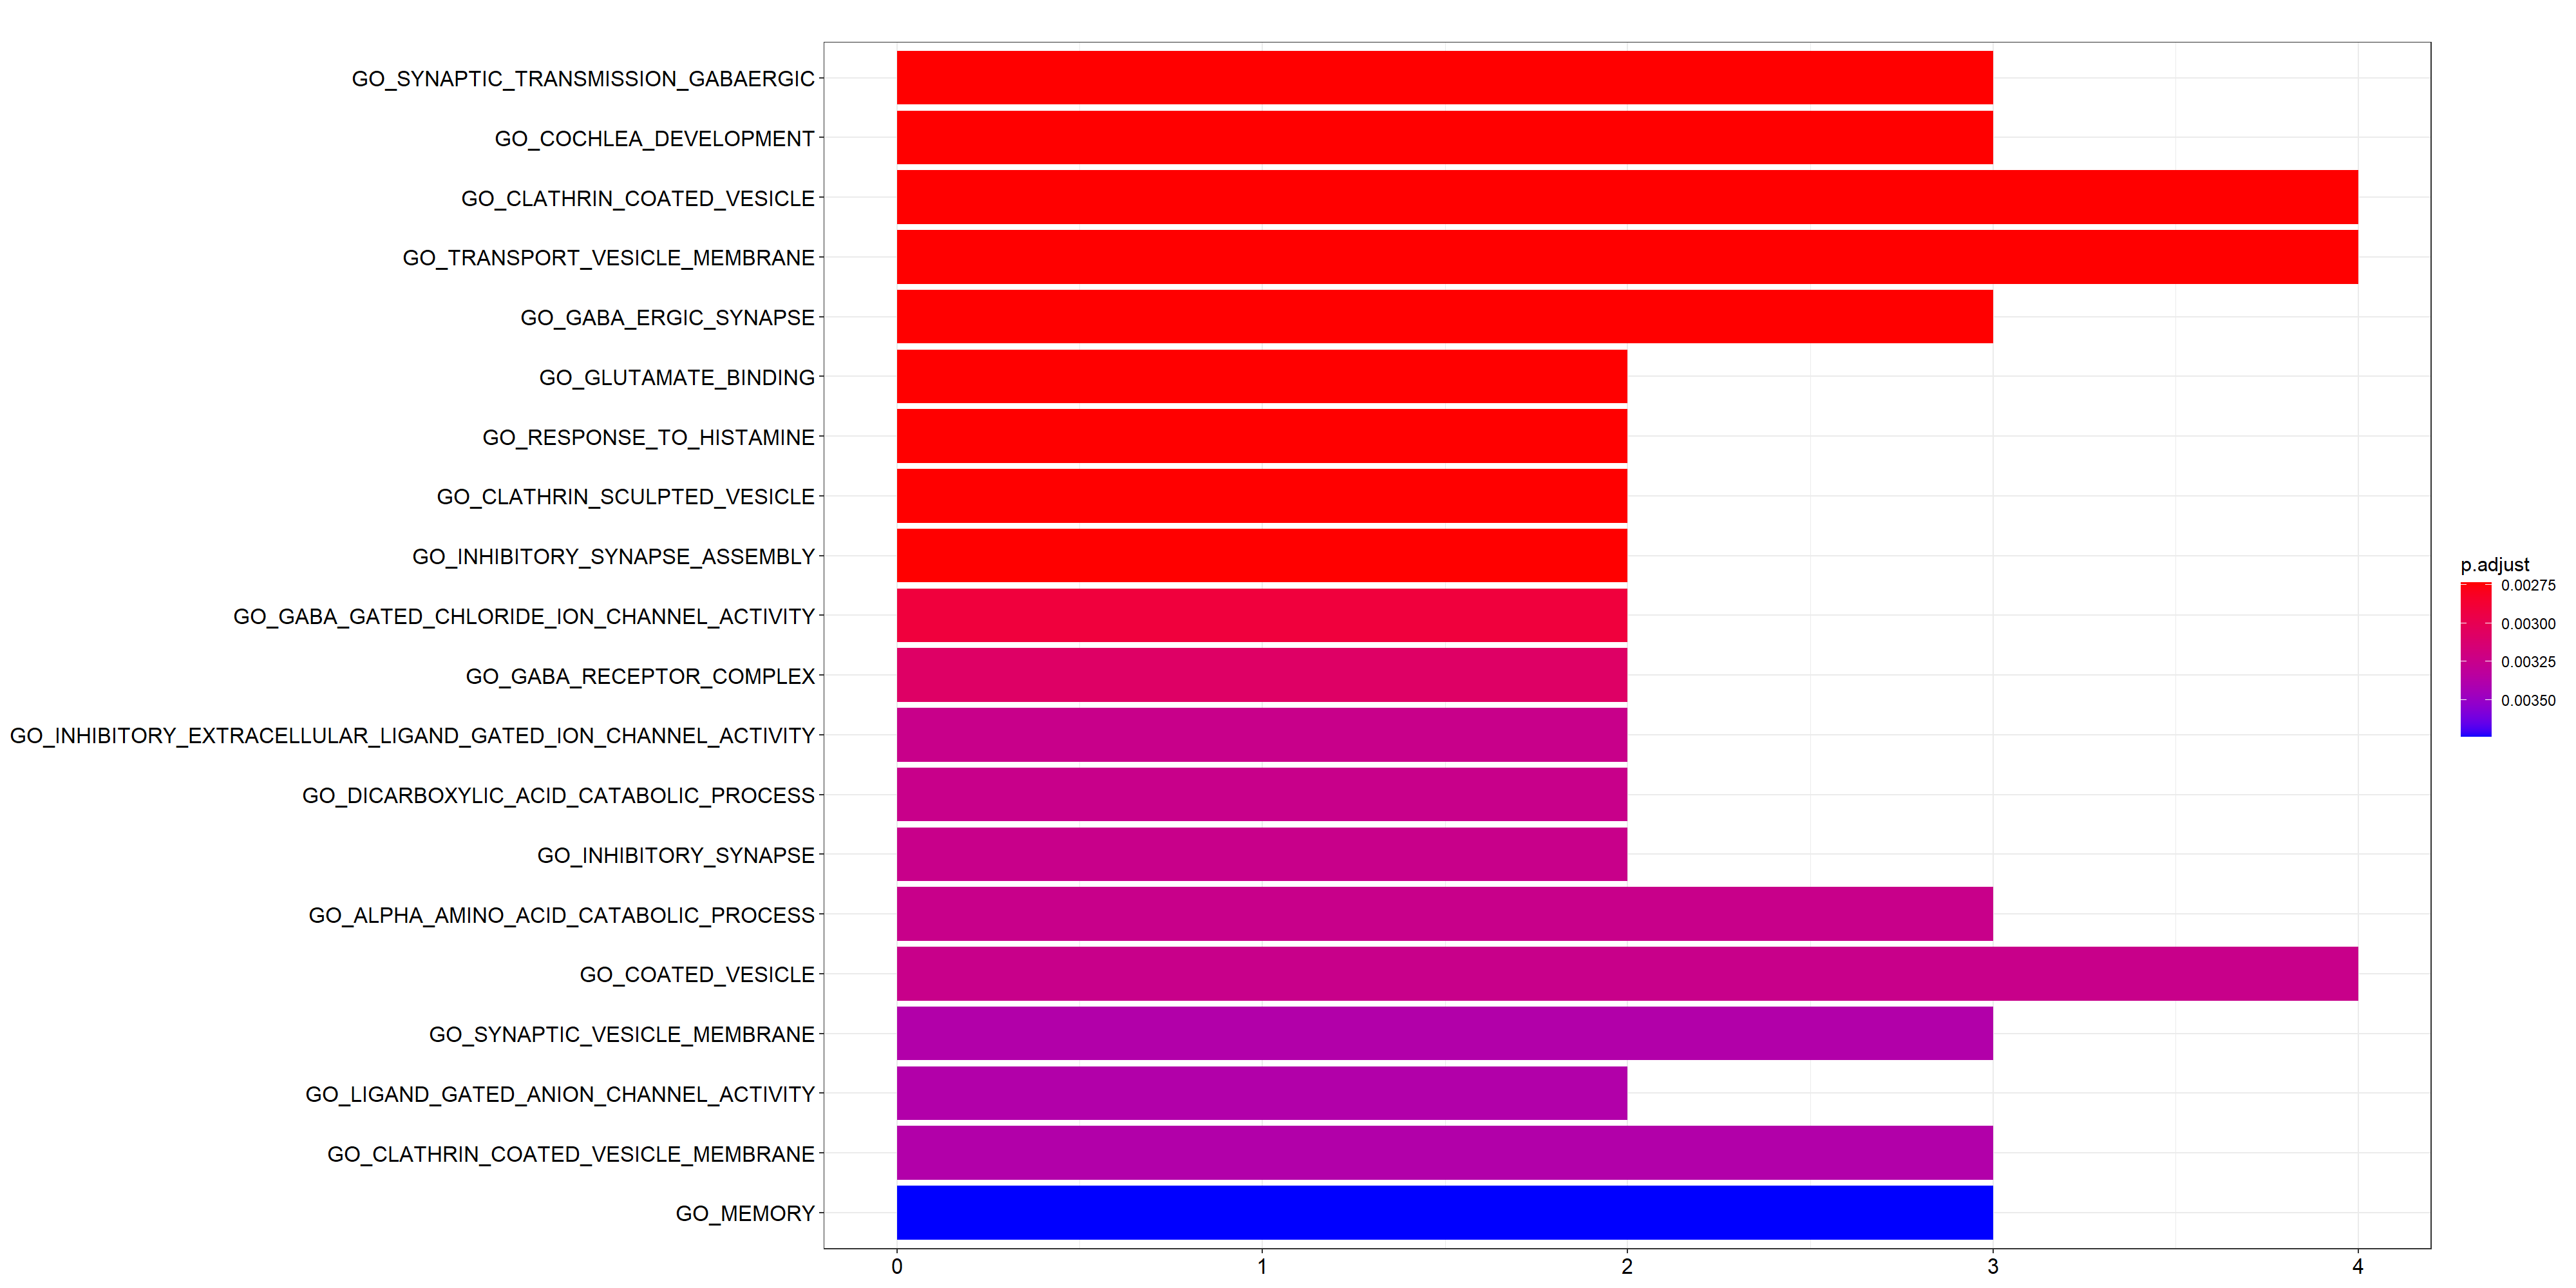 GO_SYNAPTIC_TRANSMISSION_GABAERGIC
GO_COCHLEA_DEVELOPMENT
GO_CLATHRIN_COATED_VESICLE
GO_TRANSPORT_VESICLE_MEMBRANE
GO_GABA_ERGIC_SYNAPSE
GO_GLUTAMATE_BINDING
GO_RESPONSE_TO_HISTAMINE
GO_CLATHRIN_SCULPTED_VESICLE
GO_INHIBITORY_SYNAPSE_ASSEMBLY
GO_GABA_GATED_CHLORIDE_ION_CHANNEL_ACTIVITY
GO_GABA_RECEPTOR_COMPLEX
GO_INHIBITORY_EXTRACELLULAR_LIGAND_GATED_ION_CHANNEL_ACTIVITY
GO_DICARBOXYLIC_ACID_CATABOLIC_PROCESS
GO_INHIBITORY_SYNAPSE
GO_ALPHA_AMINO_ACID_CATABOLIC_PROCESS
GO_COATED_VESICLE
GO_SYNAPTIC_VESICLE_MEMBRANE
GO_LIGAND_GATED_ANION_CHANNEL_ACTIVITY
GO_CLATHRIN_COATED_VESICLE_MEMBRANE
GO_MEMORY
0 1 2 3 4
p.adjust
0.00275
0.00300
0.00325
0.00350